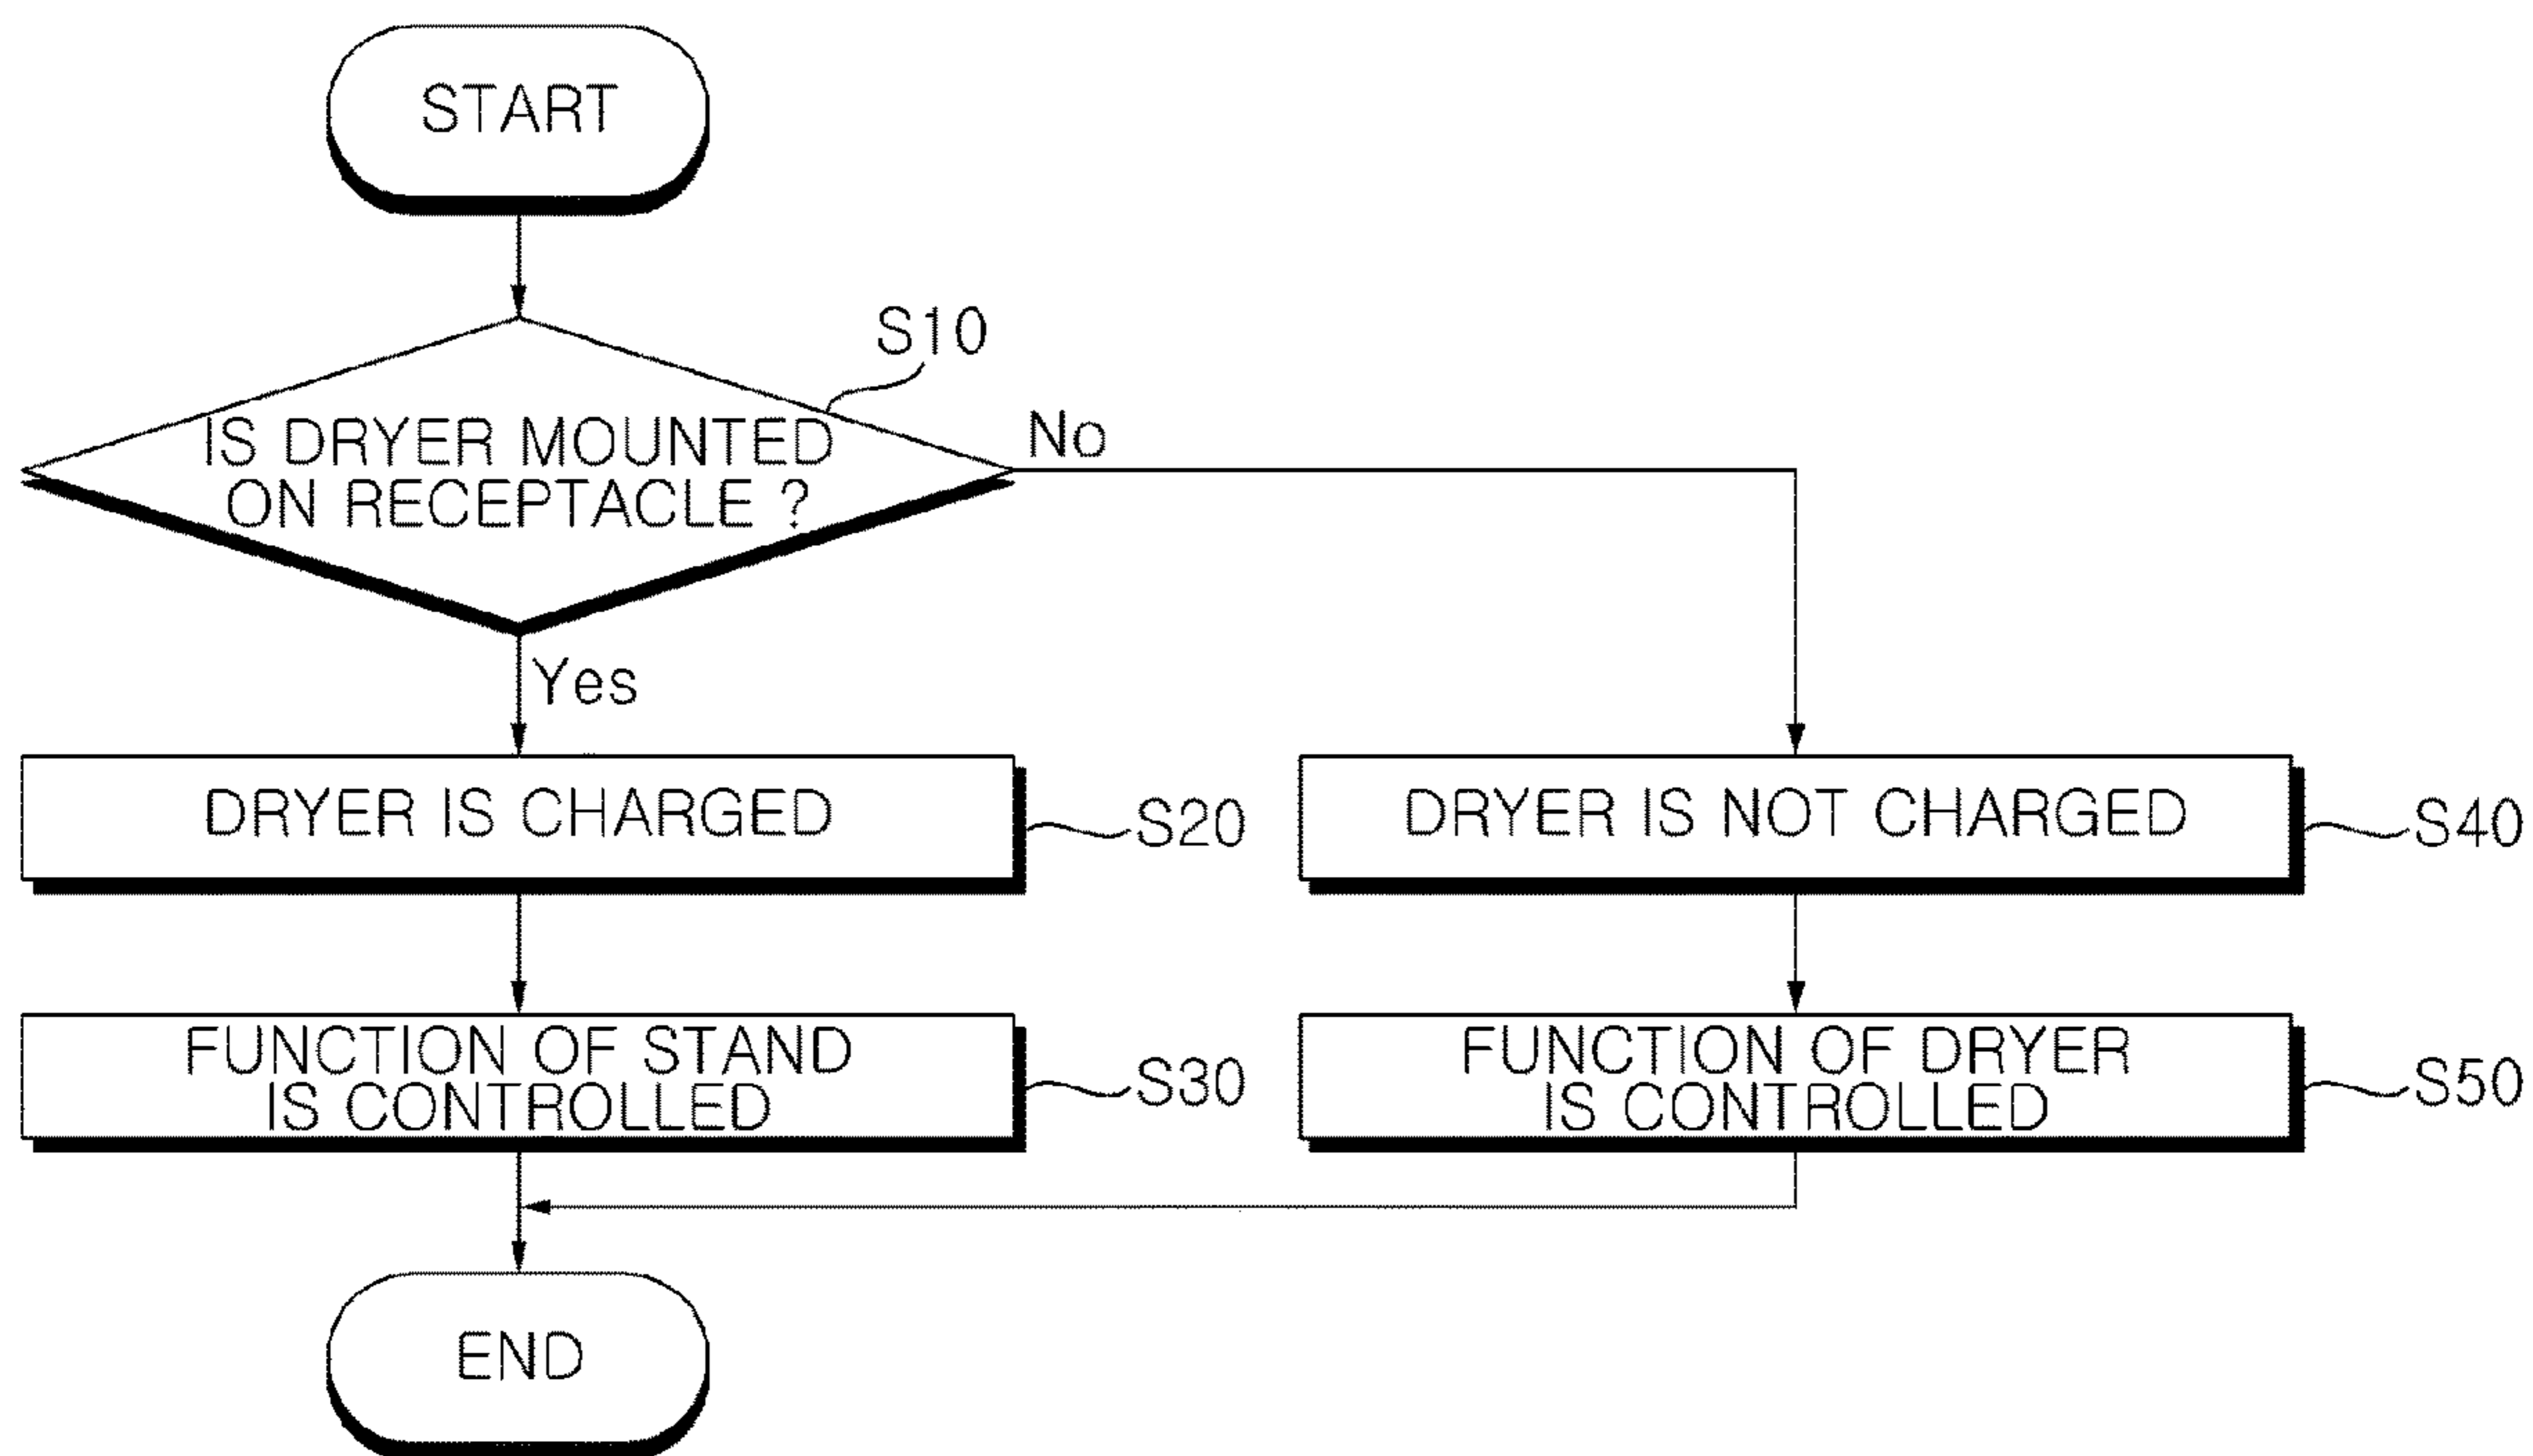 START
S10
IS DRYER MOUNTED
ON RECEPTACLE ?
No
Yes
DRYER IS CHARGED
S20
DRYER IS NOT CHARGED
S40
FUNCTION OF STAND
IS CONTROLLED
S30
FUNCTION OF DRYER
IS CONTROLLED
S50
END